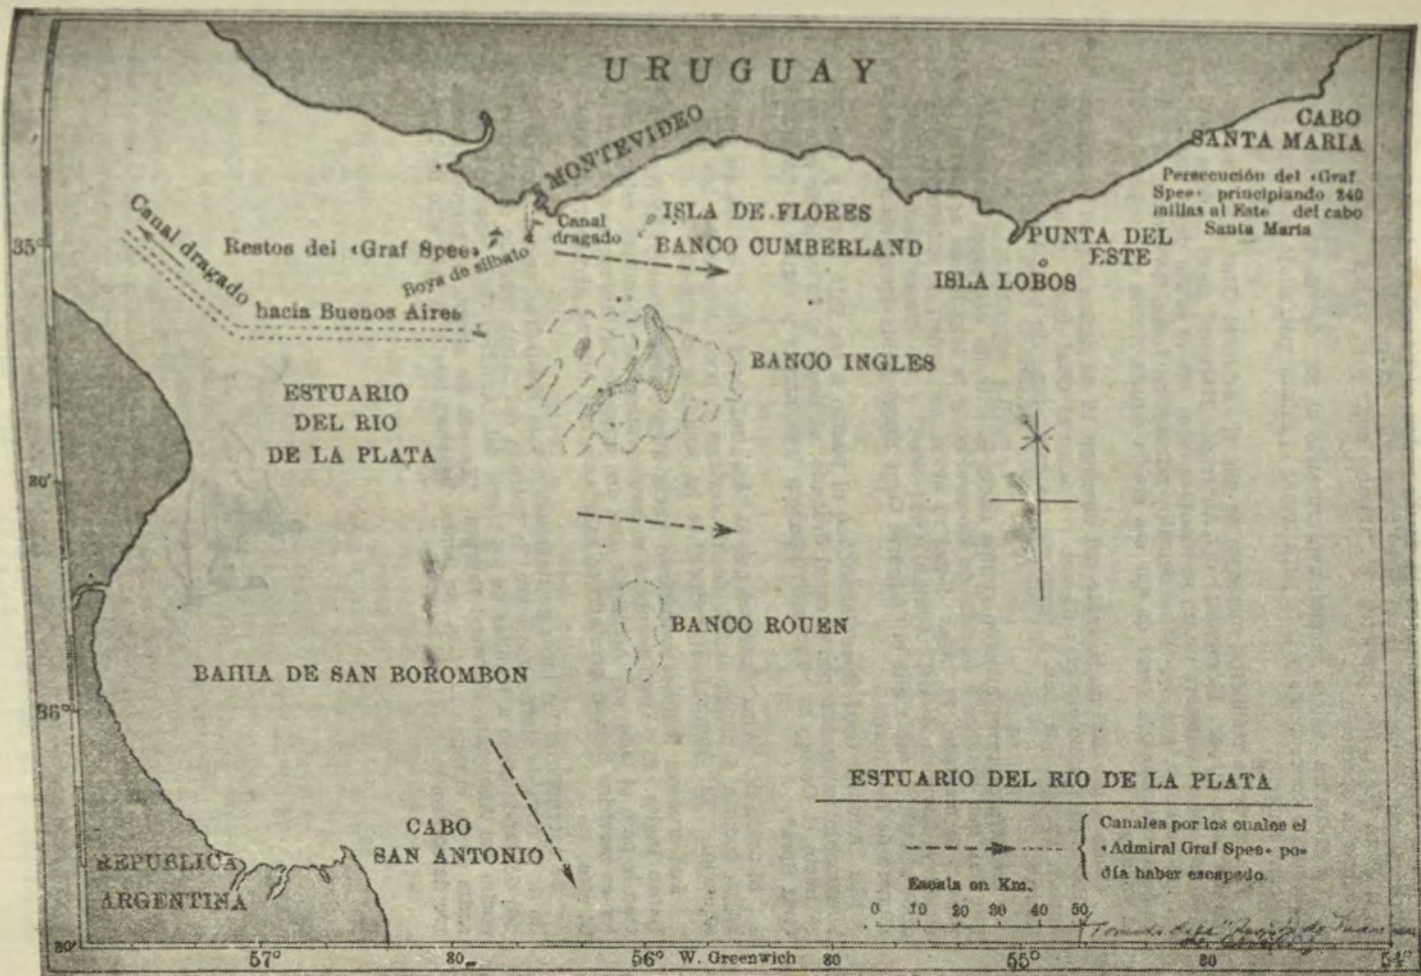 URUGUAY
MONTEVIDEO
CABO
SANTA MARIA
Persecución del «Graf
Spee» principiando 240
millas al Este del cabo
Santa Maria
Canal dragado
hacia Buenos Aires
Restos del «Graf Spee»
Boya de silbato
Canal
dragado
ISLA DE FLORES
BANCO CUMBERLAND
PUNTA DEL
ESTE
ISLA LOBOS
35°
BANCO INGLES
ESTUARIO
DEL RIO
DE LA PLATA
30'
BANCO ROUEN
BAHIA DE SAN BOROMBON
36°
ESTUARIO DEL RIO DE LA PLATA
Canales por los cuales el
«Admiral Graf Spee» po-
día haber escapado.
Escala en Km.
0 10 20 30 40 50
CABO
SAN ANTONIO
REPUBLICA
ARGENTINA
30'
57° 30 56° W. Greenwich 30 55° 30 54°